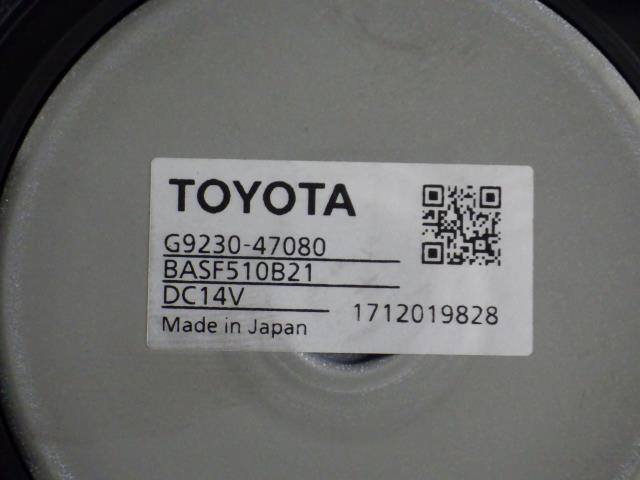 TOYOTA
G9230-47080
BASF510B21
DC14V
1712019828
Made in Japan